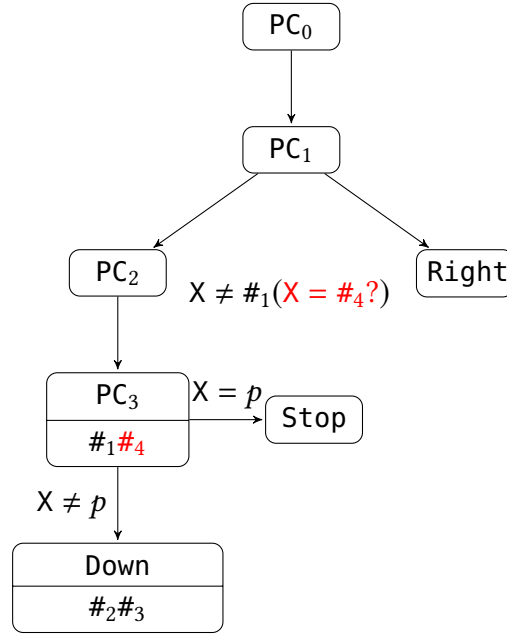 PC₀
PC₁
PC₂
Right
X ≠ #₁(X = #₄?)
PC₃
X = p
#₁#₄
Stop
X ≠ p
Down
#₂#₃